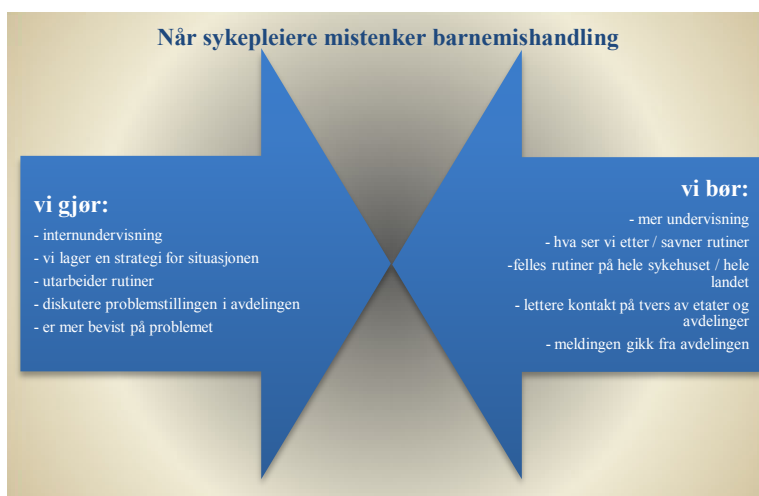 Når sykepleiere mistenker barnemishandling
vi gjør:
- internundervisning
- vi lager en strategi for situasjonen
- utarbeider rutiner
- diskutere problemstillingen i avdelingen
- er mer bevist på problemet
vi bør:
- mer undervisning
- hva ser vi etter / savner rutiner
-felles rutiner på hele sykehuset / hele
landet
- lettere kontakt på tvers av etater og
avdelinger
- meldingen gikk fra avdelingen